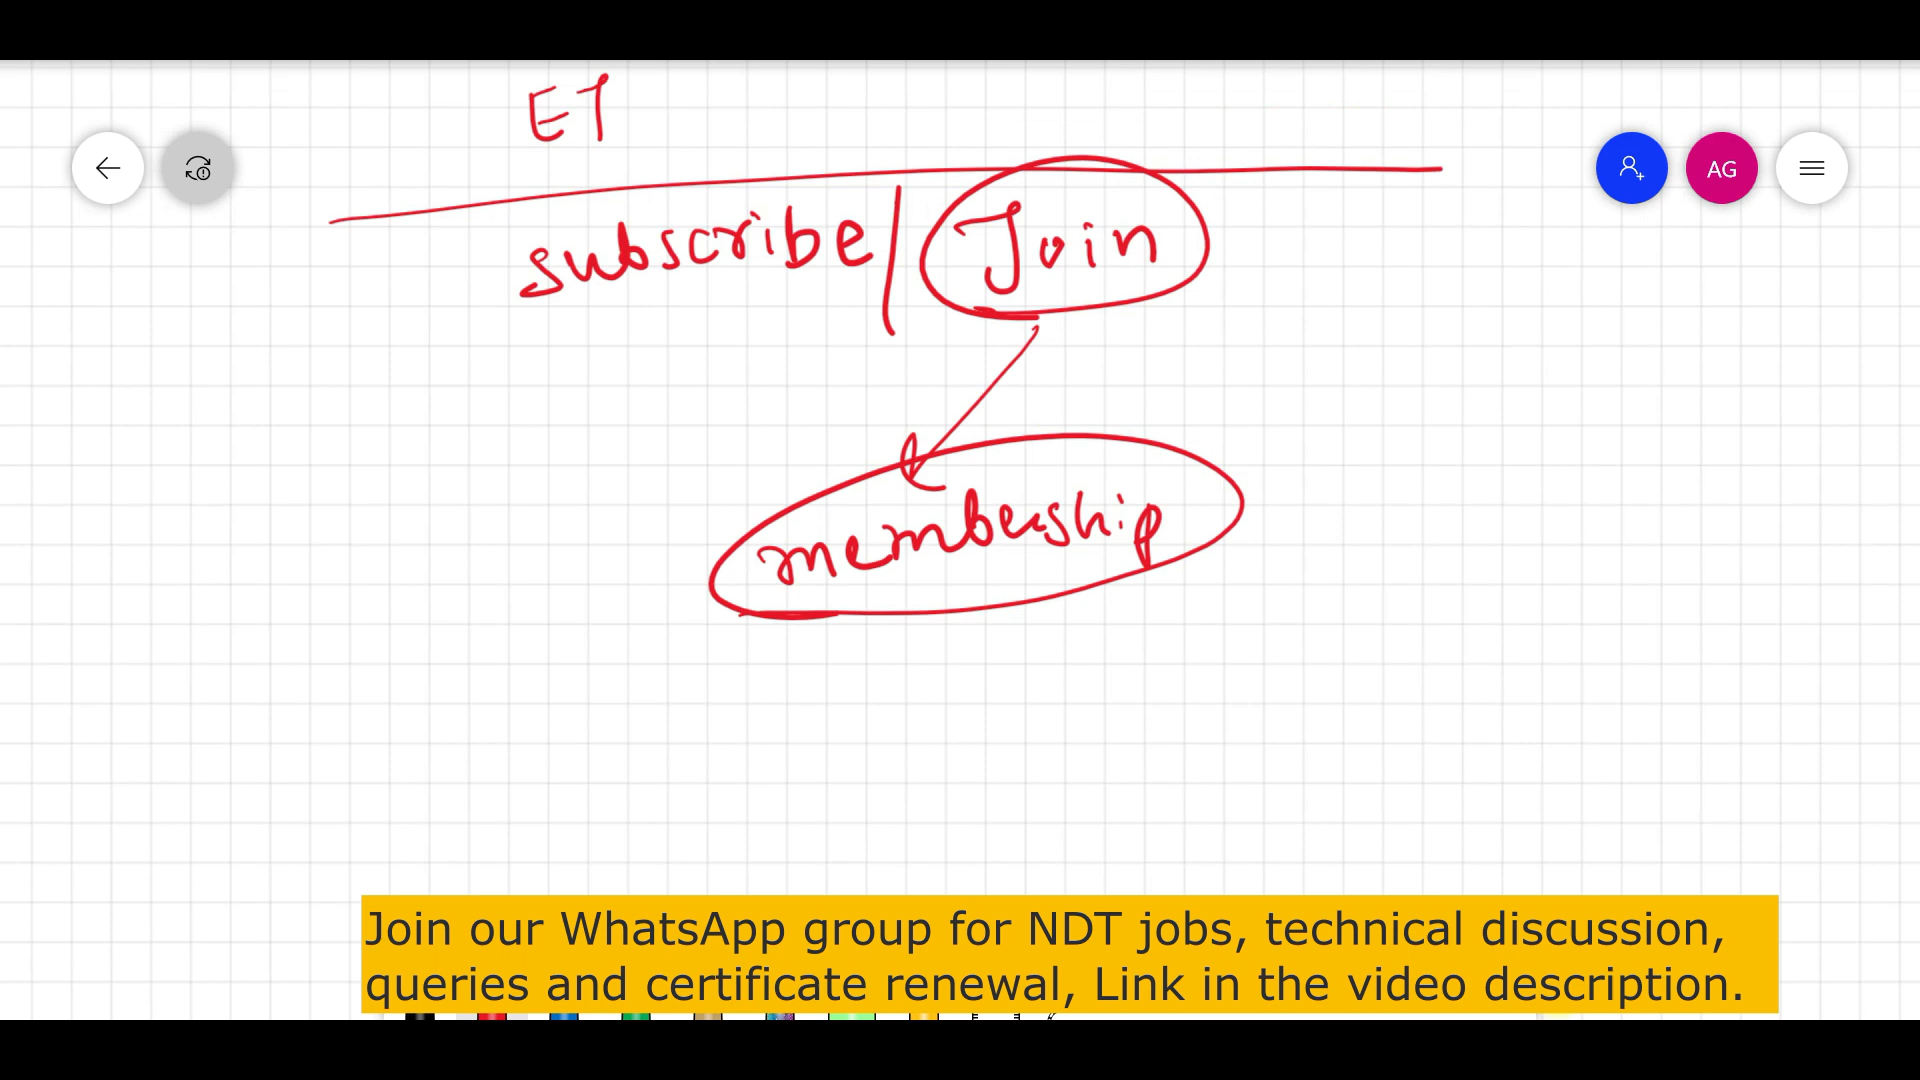 ET
AG
subscribe/ Join
membership
Join our WhatsApp group for NDT jobs, technical discussion,
queries and certificate renewal, Link in the video description.